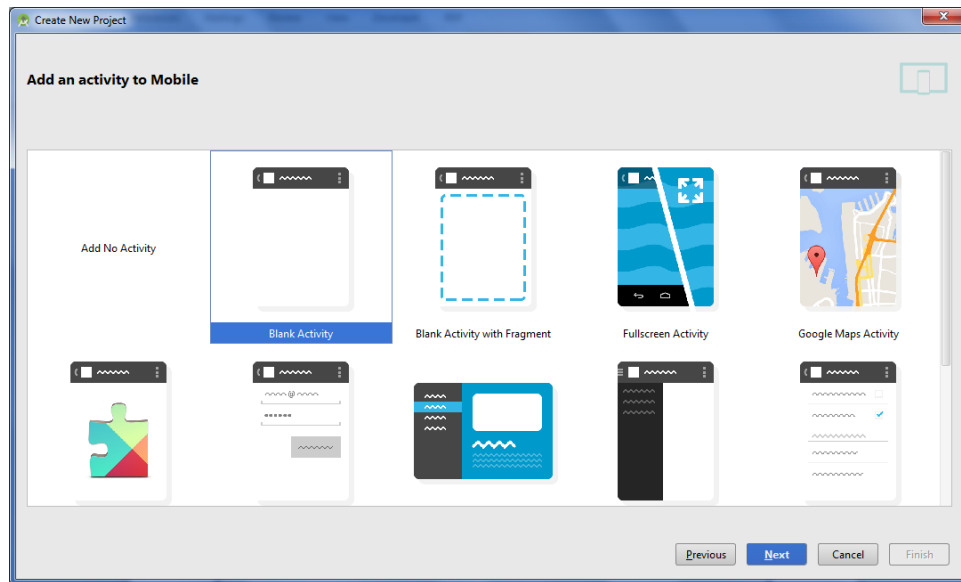 Create New Project
Add an activity to Mobile
Add No Activity
Blank Activity
Blank Activity with Fragment
Fullscreen Activity
Google Maps Activity
Previous
Next
Cancel
Finish